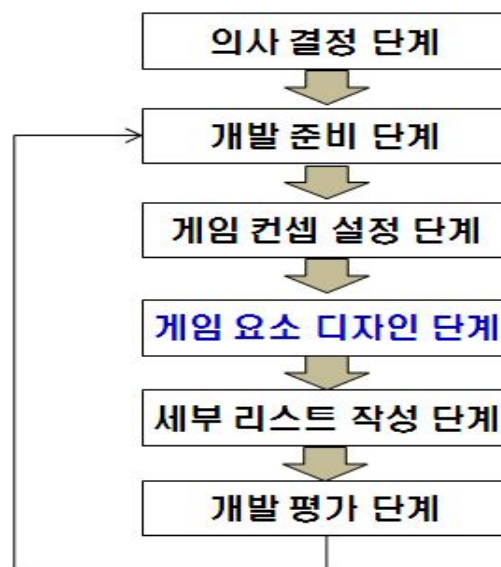 의사 결정 단계
개발 준비 단계
게임 컨셉 설정 단계
게임 요소 디자인 단계
세부 리스트 작성 단계
개발 평가 단계